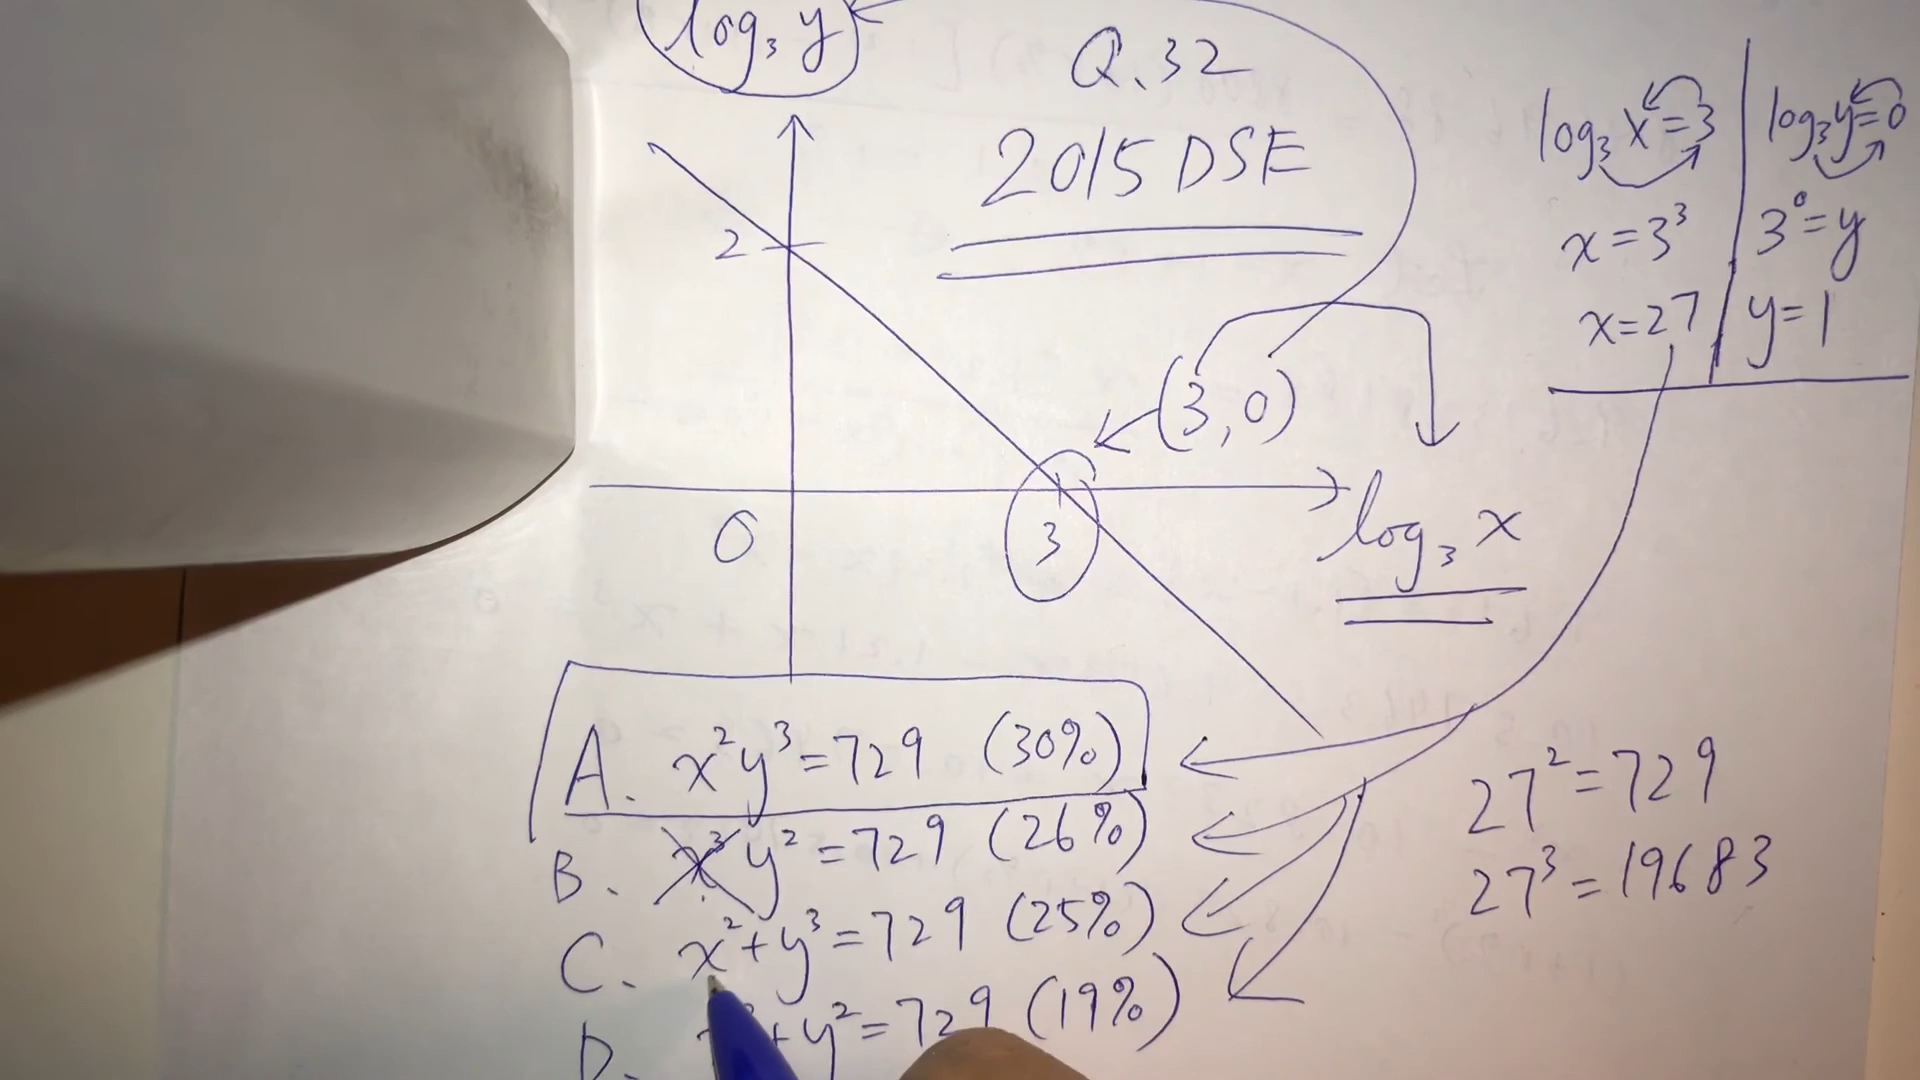 log₃ y
Q.32
2015 DSE
2
0
3
(3,0)
log₃ x
log₃ x = 3
x = 3³
x = 27
log₃ y = 0
3⁰ = y
y = 1
A. x²y³ = 729 (30%)
B. x³y² = 729 (26%)
C. x² + y³ = 729 (25%)
D. + y² = 729 (19%)
27² = 729
27³ = 19683